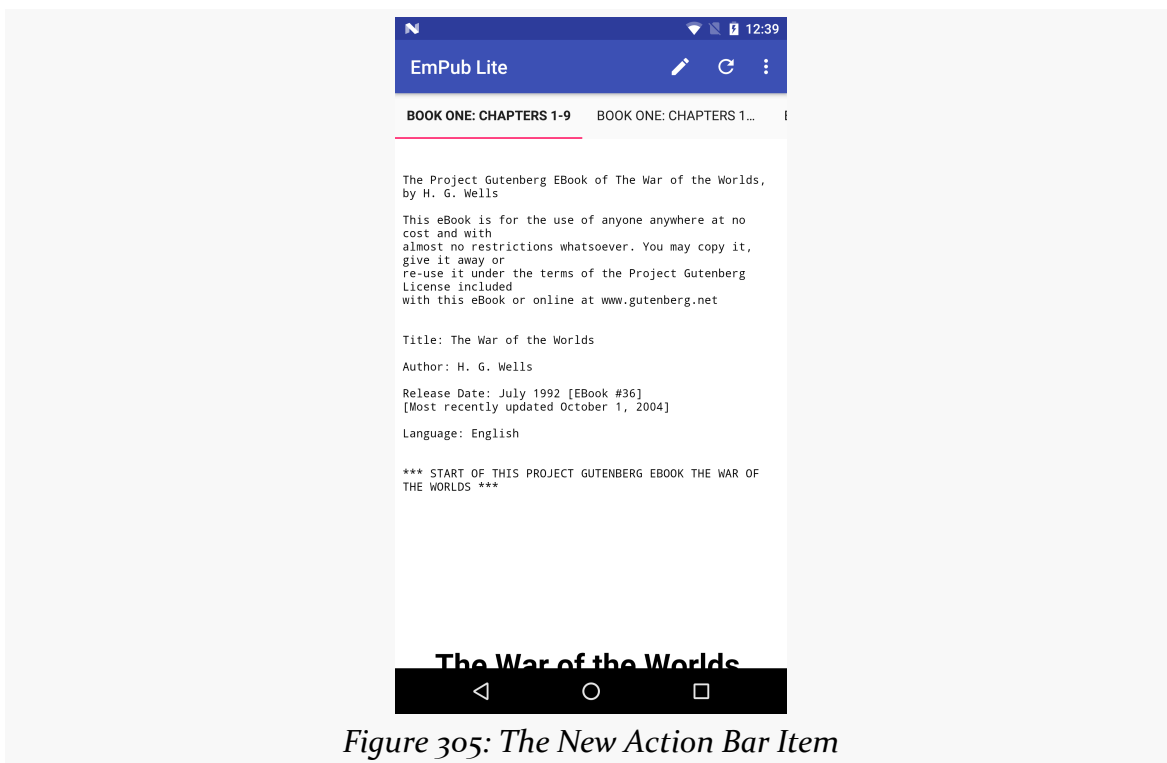 12:39
EmPub Lite
BOOK ONE: CHAPTERS 1-9 BOOK ONE: CHAPTERS 1...
The Project Gutenberg EBook of The War of the Worlds,
by H. G. Wells
This eBook is for the use of anyone anywhere at no
cost and with
almost no restrictions whatsoever. You may copy it,
give it away or
re-use it under the terms of the Project Gutenberg
License included
with this eBook or online at www.gutenberg.net
Title: The War of the Worlds
Author: H. G. Wells
Release Date: July 1992 [EBook #36]
[Most recently updated October 1, 2004]
Language: English
*** START OF THIS PROJECT GUTENBERG EBOOK THE WAR OF
THE WORLDS ***
The War of the Worlds
Figure 305: The New Action Bar Item